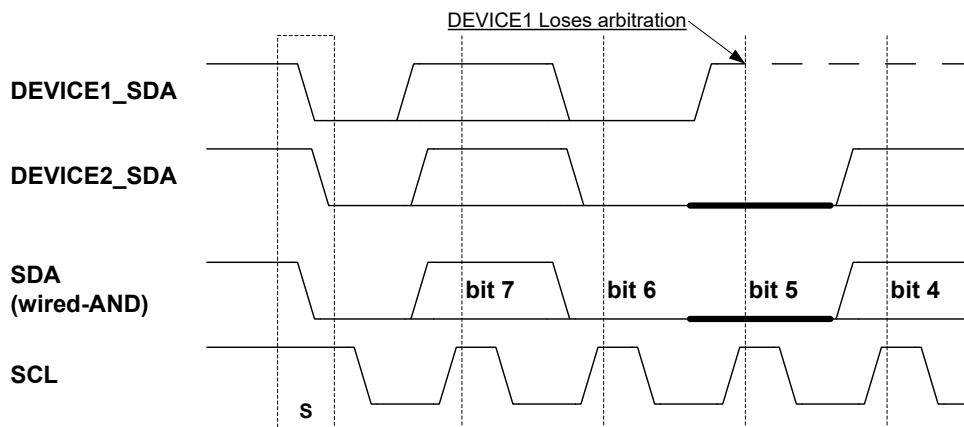 DEVICE1 Loses arbitration
DEVICE1_SDA
DEVICE2_SDA
SDA
(wired-AND)
bit 7 bit 6 bit 5 bit 4
SCL
S